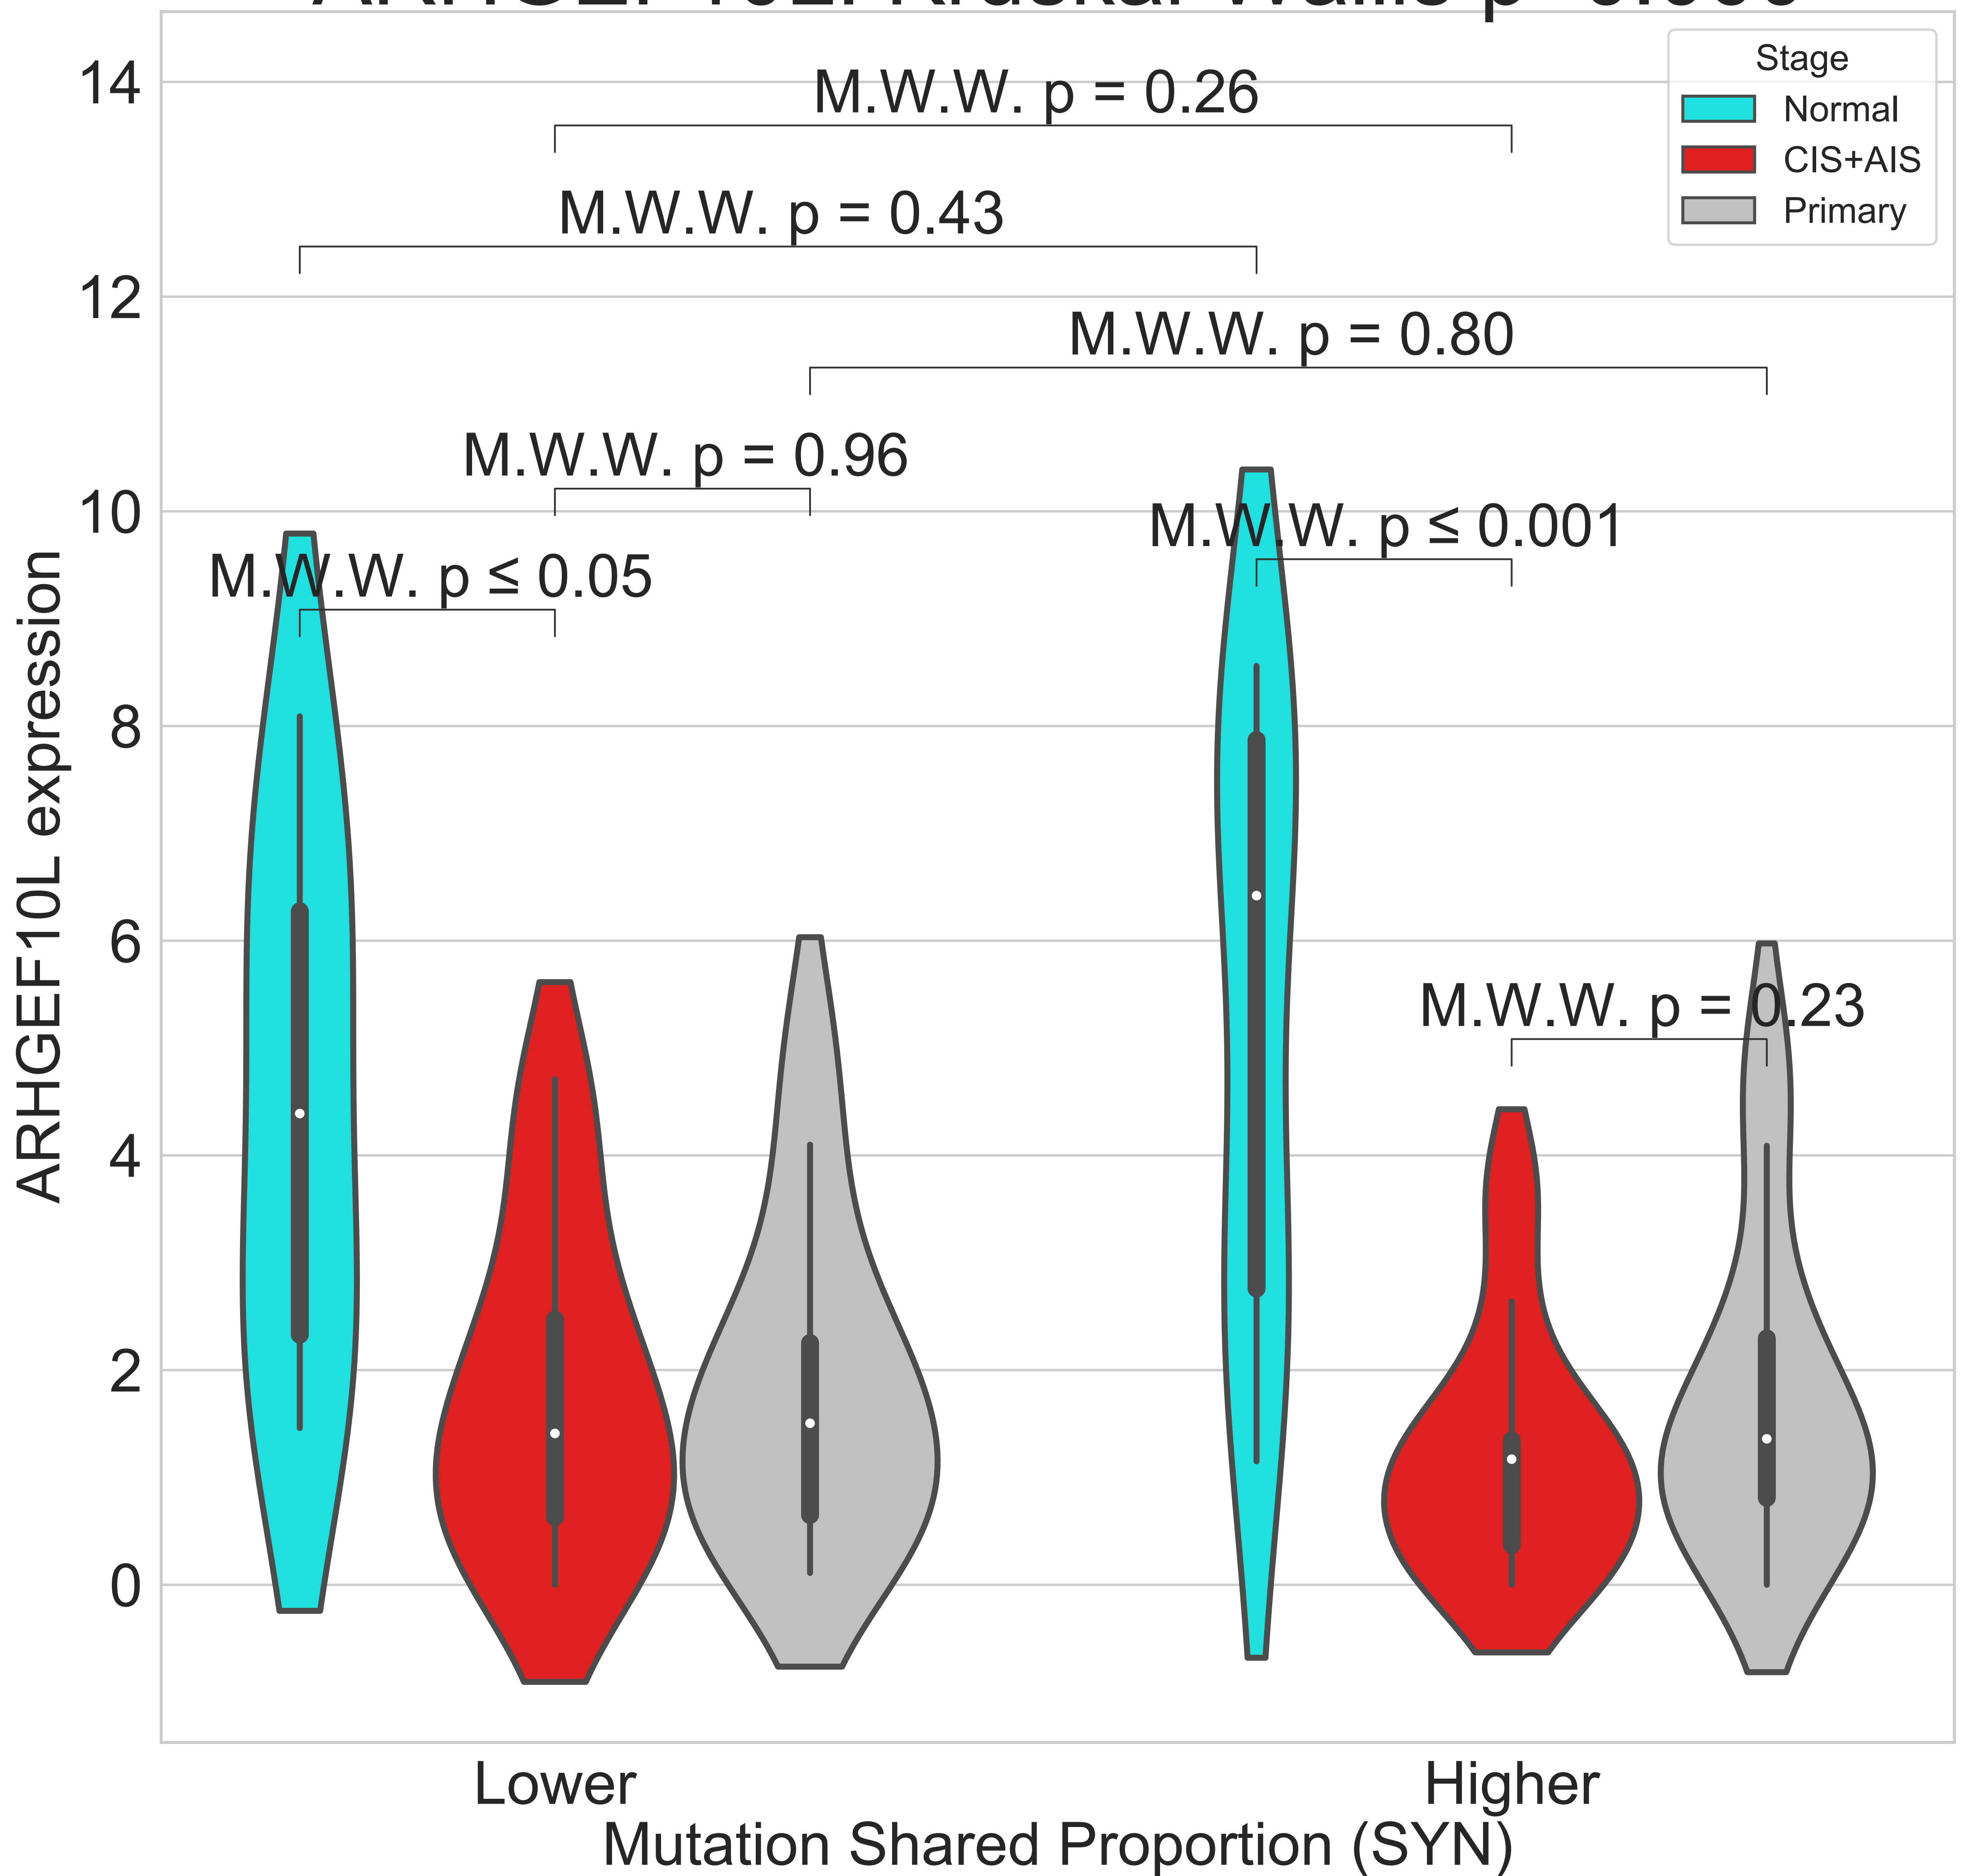 Stage
Normal
CIS+AIS
Primary
14
12
10
8
6
4
2
0
ARHGEF10L expression
M.W.W. p = 0.26
M.W.W. p = 0.43
M.W.W. p = 0.80
M.W.W. p = 0.96
M.W.W. p ≤ 0.001
M.W.W. p ≤ 0.05
M.W.W. p = 0.23
Lower
Higher
Mutation Shared Proportion (SYN)